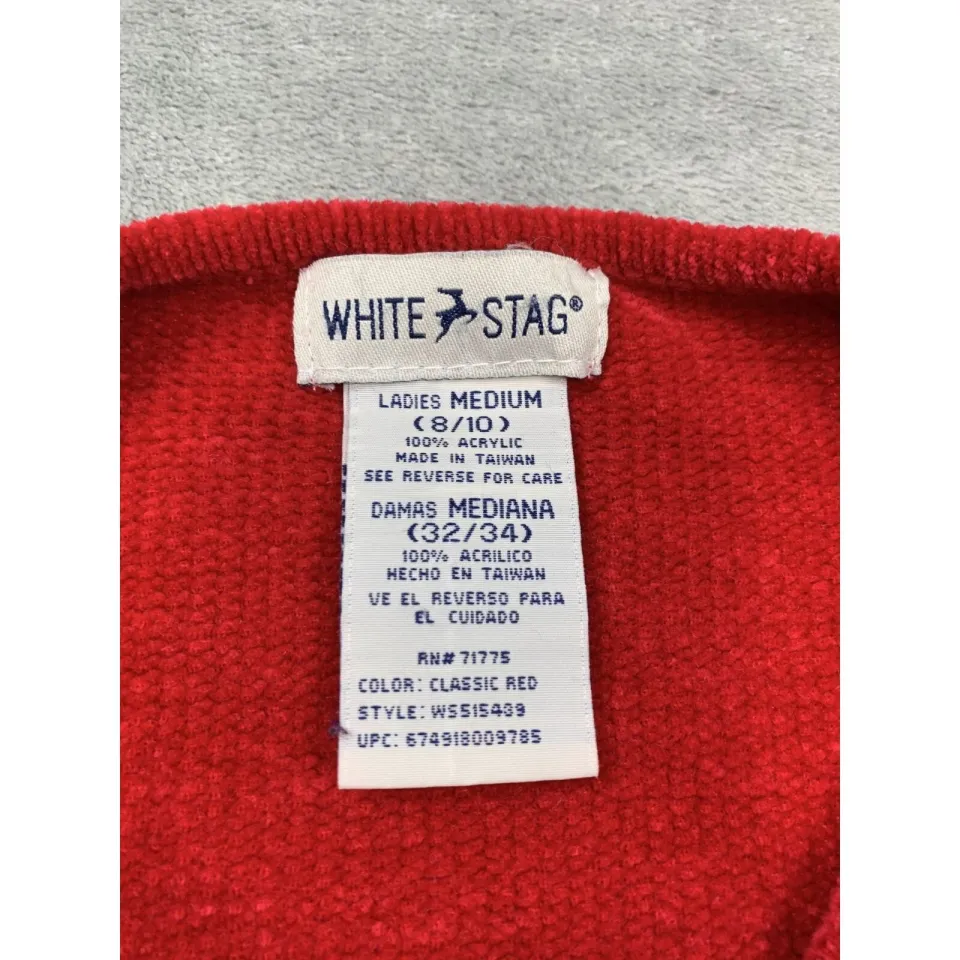 WHITE STAG®
LADIES MEDIUM
(8/10)
100% ACRYLIC
MADE IN TAIWAN
SEE REVERSE FOR CARE
DAMAS MEDIANA
(32/34)
100% ACRILICO
HECHO EN TAIWAN
VE EL REVERSO PARA
EL CUIDADO
RN# 71775
COLOR: CLASSIC RED
STYLE: WS515489
UPC: 674918009785